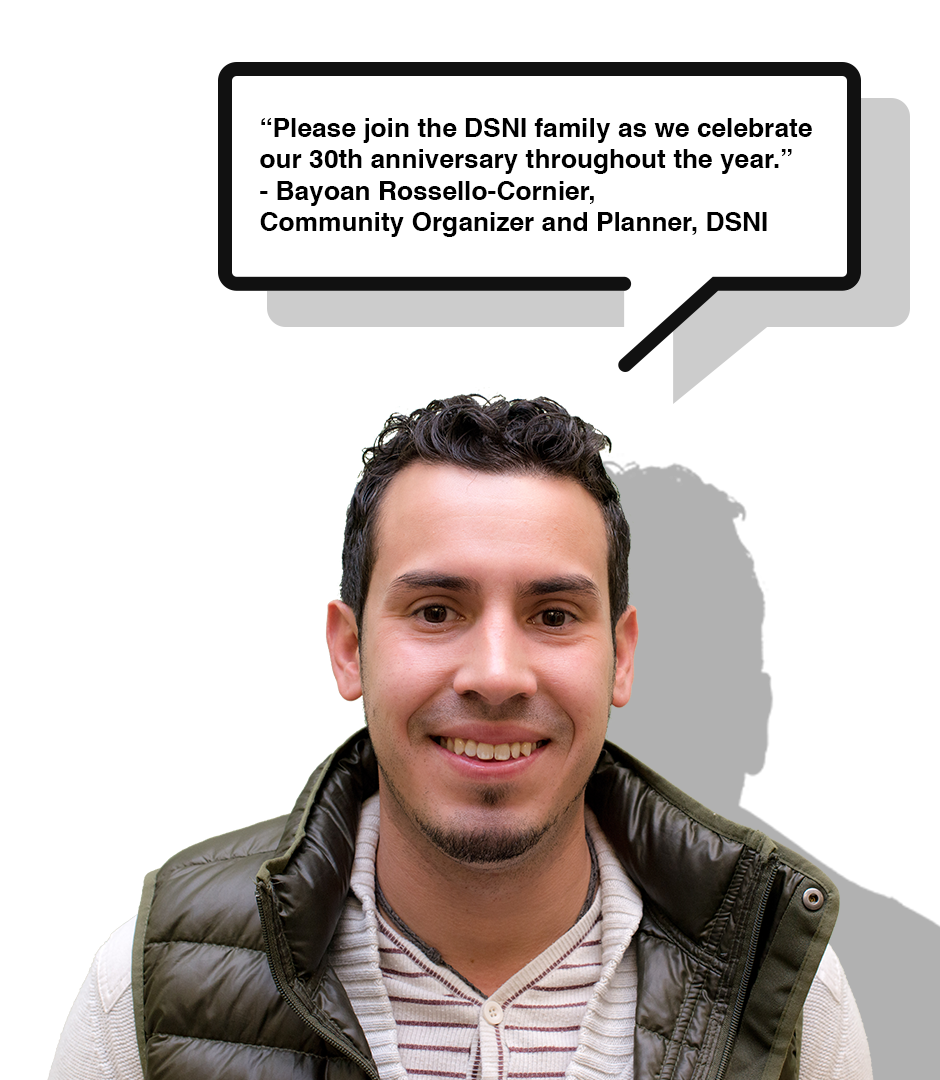 “Please join the DSNI family as we celebrate
our 30th anniversary throughout the year.”
- Bayoan Rossello-Cornier,
Community Organizer and Planner, DSNI